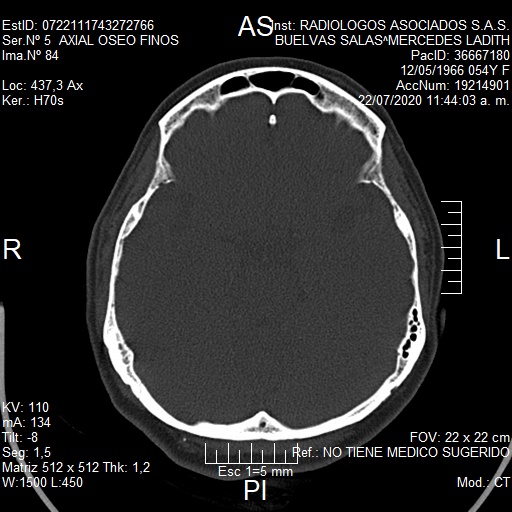 EstID: 0722111743272766
Ser.Nº 5 AXIAL OSEO FINOS
Ima.Nº 84
Loc: 437,3 Ax
Ker.: H70s
AS
Inst: RADIOLOGOS ASOCIADOS S.A.S.
BUELVAS SALAS^MERCEDES LADITH
PacID: 36667180
12/05/1966 054Y F
AccNum: 19214901
22/07/2020 11:44:03 a. m.
R
L
KV: 110
mA: 134
Tilt: -8
Seg: 1,5
Matriz 512 x 512 Thk: 1,2
W:1500 L:450
Esc 1=5 mm
PI
FOV: 22 x 22 cm
Ref.: NO TIENE MEDICO SUGERIDO
Mod.: CT